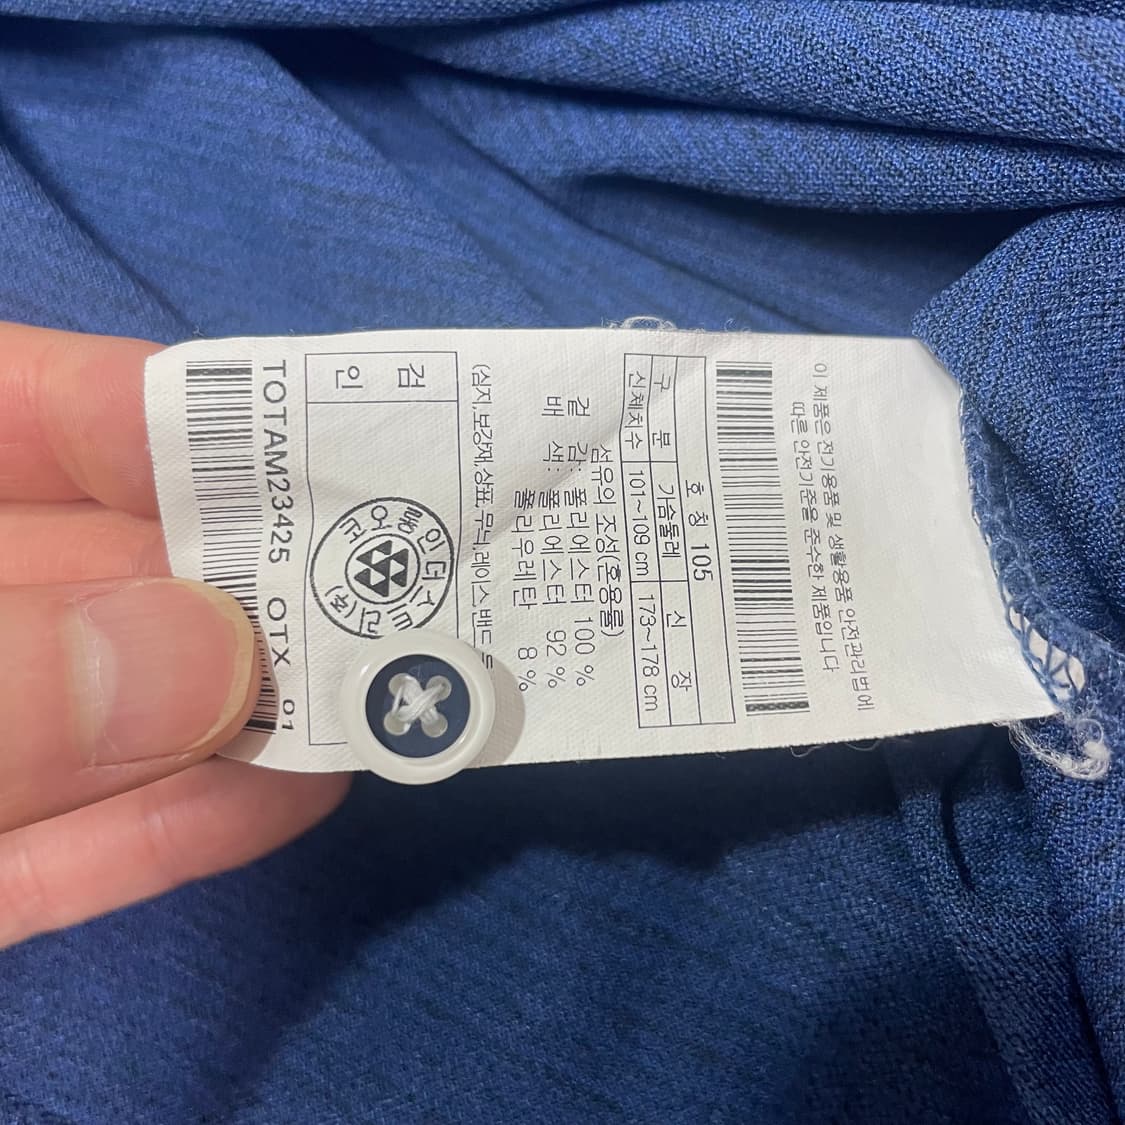 이 제품은 전기용품 및 생활용품 안전관리법에
따른 안전기준을 준수한 제품입니다
호 칭 105
구 분 가슴둘레 신 장
신체치수 101~109 cm 173~178 cm
섬유의 조성(혼용률)
겉 감: 폴리에스터 100 %
배 색: 폴리에스터 92 %
폴리우레탄 8 %
(심지,보강재,상표,무늬,레이스,밴드
검 인
코오롱인더스트리(주)
TOTAM23425 OTX 01